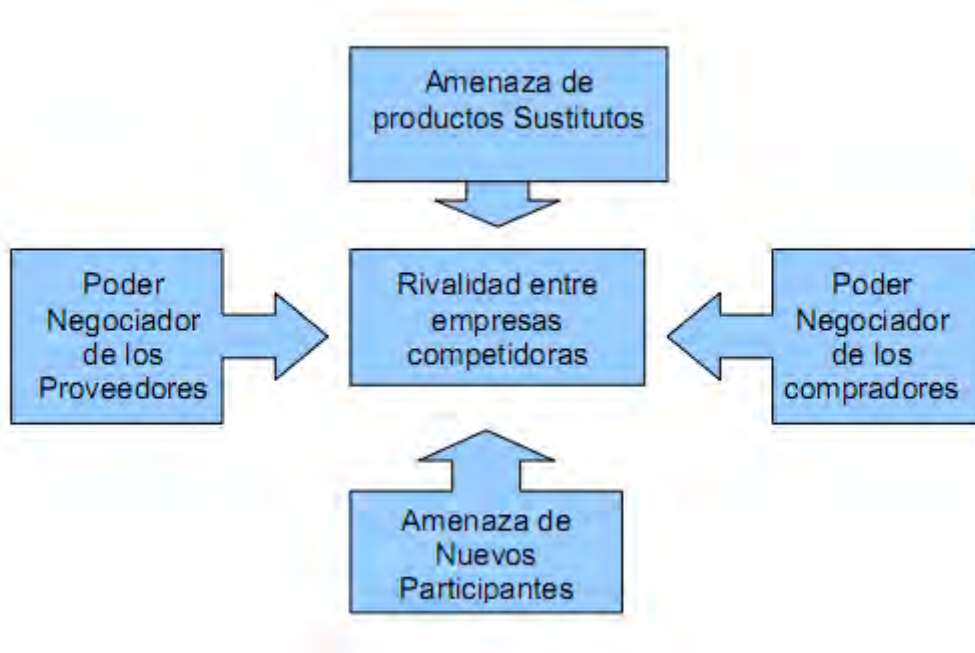 Amenaza de
productos Sustitutos
Poder
Negociador
de los
Proveedores
Rivalidad entre
empresas
competidoras
Poder
Negociador
de los
compradores
Amenaza de
Nuevos
Participantes